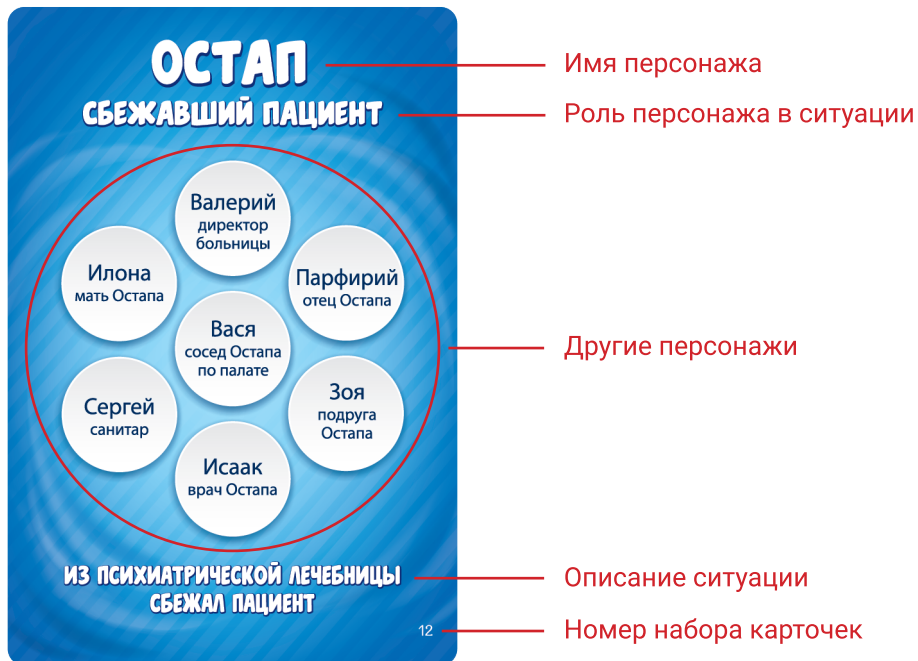 ОСТАП
СБЕЖАВШИЙ ПАЦИЕНТ
Валерий
директор
больницы
Илона
мать Остапа
Парфирий
отец Остапа
Вася
сосед Остапа
по палате
Сергей
санитар
Зоя
подруга
Остапа
Исаак
врач Остапа
ИЗ ПСИХИАТРИЧЕСКОЙ ЛЕЧЕБНИЦЫ
СБЕЖАЛ ПАЦИЕНТ
12
Имя персонажа
Роль персонажа в ситуации
Другие персонажи
Описание ситуации
Номер набора карточек